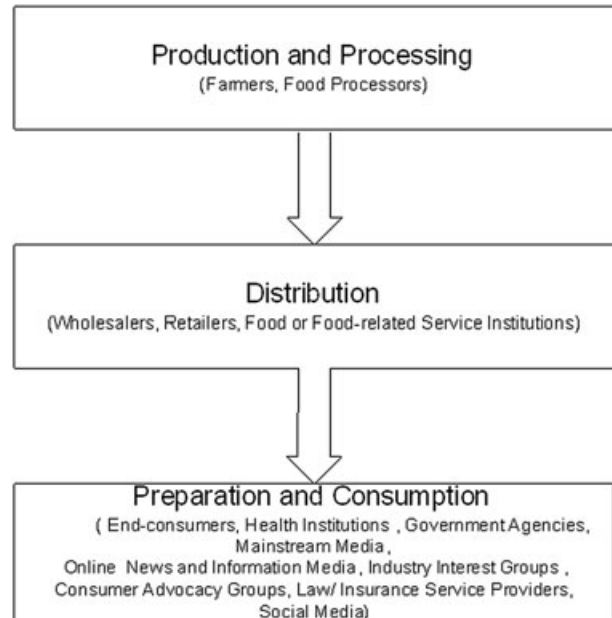 Production and Processing
(Farmers, Food Processors)
Distribution
(Wholesalers, Retailers, Food or Food-related Service Institutions)
Preparation and Consumption
( End-consumers, Health Institutions , Government Agencies,
Mainstream Media ,
Online News and Information Media , Industry Interest Groups ,
Consumer Advocacy Groups, Law/ Insurance Service Providers,
Social Media)